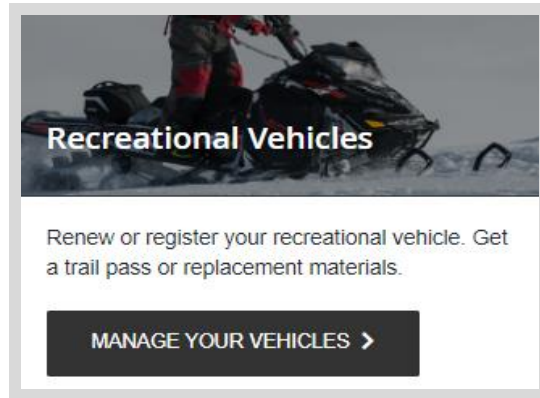 Recreational Vehicles
Renew or register your recreational vehicle. Get
a trail pass or replacement materials.
MANAGE YOUR VEHICLES